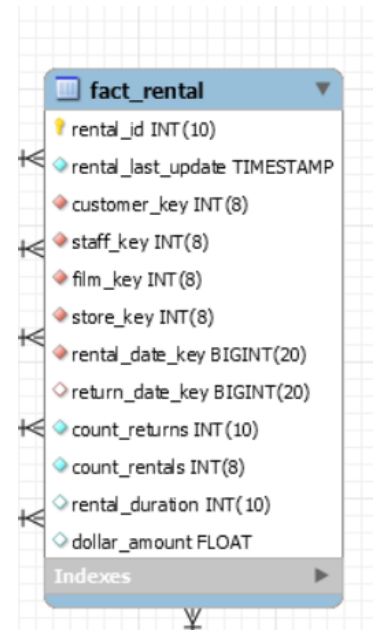 fact_rental
rental_id INT(10)
rental_last_update TIMESTAMP
customer_key INT(8)
staff_key INT(8)
film_key INT(8)
store_key INT(8)
rental_date_key BIGINT(20)
return_date_key BIGINT(20)
count_returns INT(10)
count_rentals INT(8)
rental_duration INT(10)
dollar_amount FLOAT
Indexes